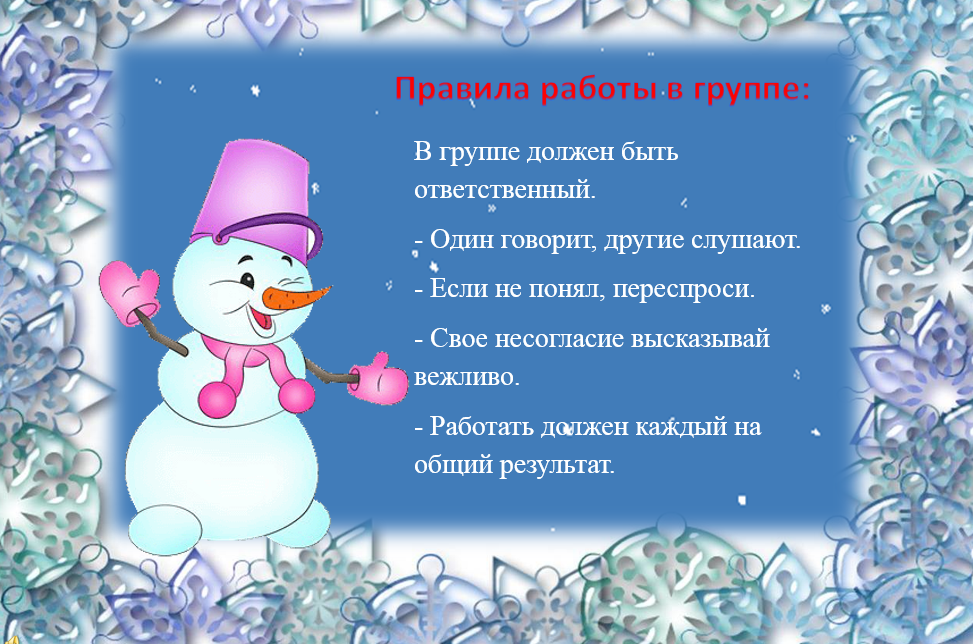 Правила работы в группе:
В группе должен быть
ответственный.
- Один говорит, другие слушают.
- Если не понял, переспроси.
- Свое несогласие высказывай
вежливо.
- Работать должен каждый на
общий результат.